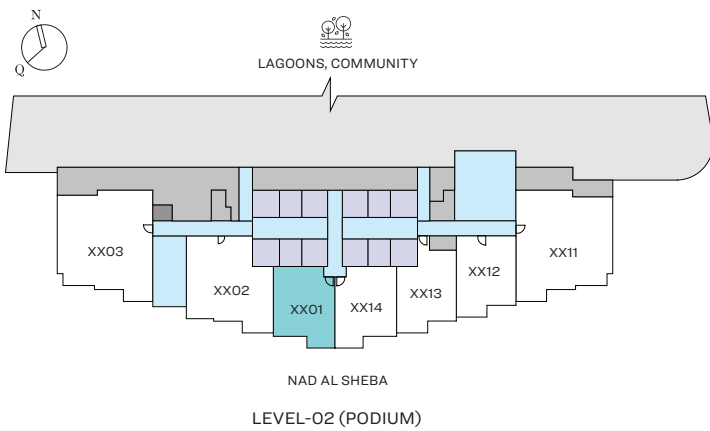 N
Q
LAGOONS, COMMUNITY
XX03
XX02
XX01
XX14
XX13
XX12
XX11
NAD AL SHEBA
LEVEL-02 (PODIUM)